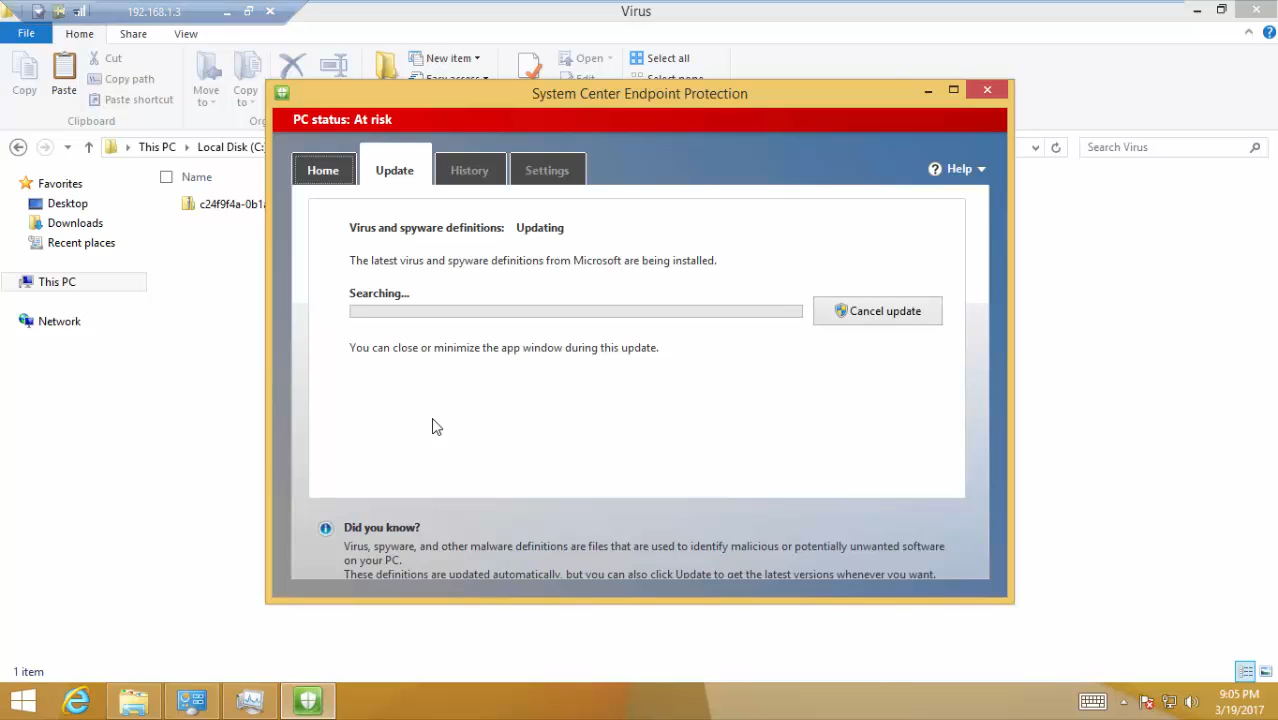 192.168.1.3
Virus
File
Home
Share
View
Copy
Paste
Cut
Copy path
Paste shortcut
Clipboard
Move
to
Copy
to
New item
Open
Select all
System Center Endpoint Protection
PC status: At risk
Home
Update
History
Settings
Help
Virus and spyware definitions: Updating
The latest virus and spyware definitions from Microsoft are being installed.
Searching...
Cancel update
You can close or minimize the app window during this update.
Did you know?
Virus, spyware, and other malware definitions are files that are used to identify malicious or potentially unwanted software
on your PC.
These definitions are updated automatically, but you can also click Update to get the latest versions whenever you want.
This PC
Local Disk (C:
Search Virus
Favorites
Desktop
Downloads
Recent places
This PC
Network
Name
c24f9f4a-0b1a
1 item
9:05 PM
3/19/2017